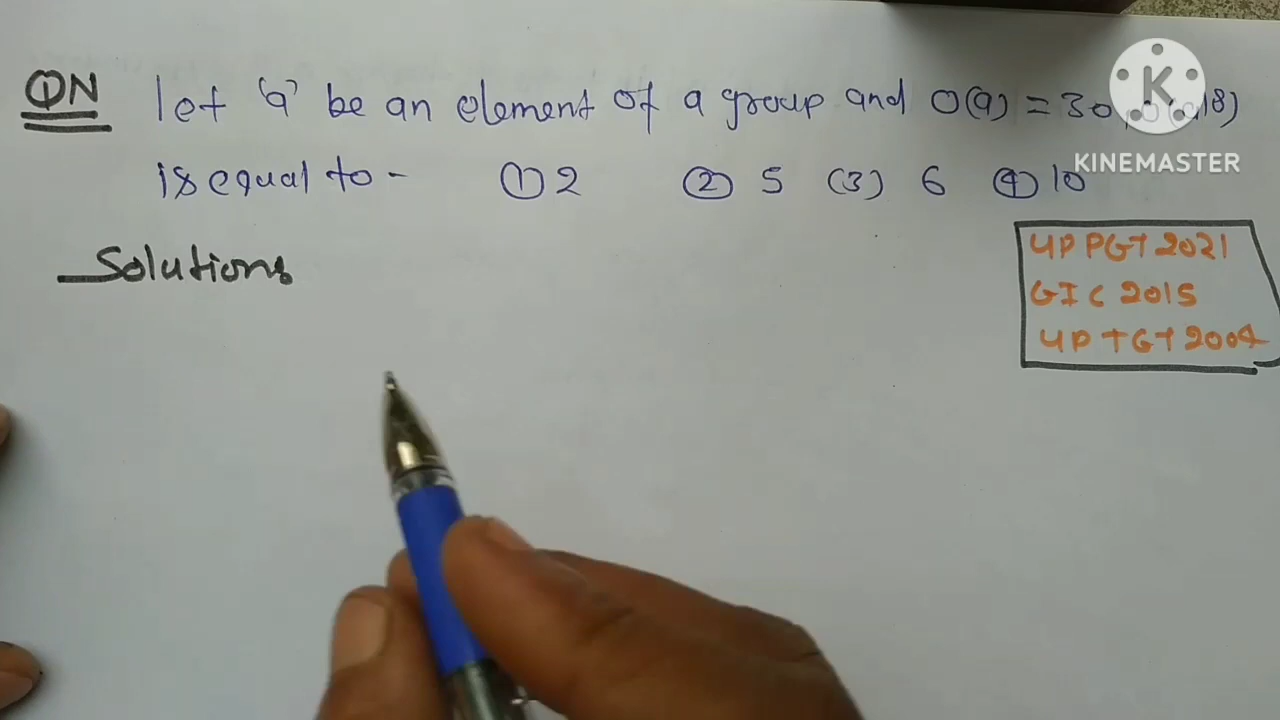 QN let 'a' be an element of a group and O(a) = 30, 18)
is equal to - ① 2 ② 5 (3) 6 ④ 10
Solutions
UP PGT 2021
GIC 2015
UP TGT 2004
K
KINEMASTER